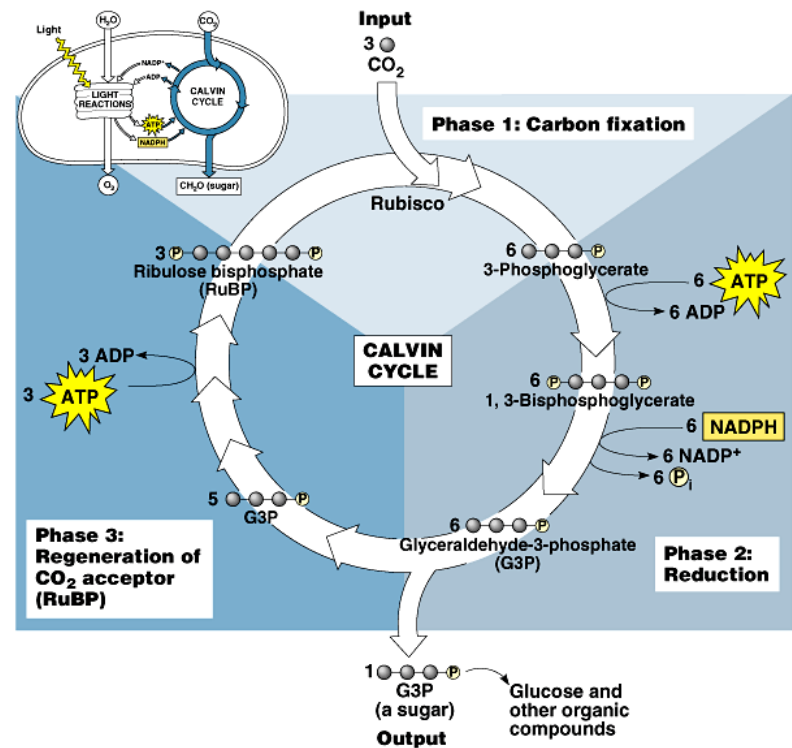 Input
3
CO2
Light
H2O
CO2
NADP+
ADP
LIGHT
REACTIONS
CALVIN
CYCLE
ATP
NADPH
O2
CH2O (sugar)
Phase 1: Carbon fixation
Rubisco
3 P P
Ribulose bisphosphate
(RuBP)
6 P
3-Phosphoglycerate
6 ATP
6 ADP
CALVIN
CYCLE
3 ADP
3 ATP
6 P P
1, 3-Bisphosphoglycerate
6 NADPH
6 NADP+
6 Pi
5 P
G3P
6 P
Glyceraldehyde-3-phosphate
(G3P)
Phase 3:
Regeneration of
CO2 acceptor
(RuBP)
Phase 2:
Reduction
1 P
G3P
(a sugar)
Glucose and
other organic
compounds
Output